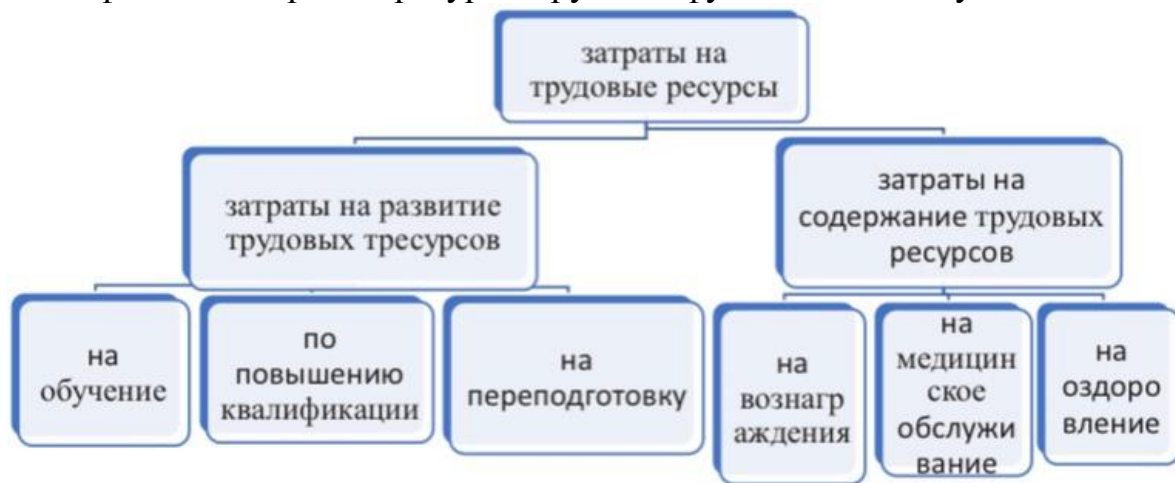 затраты на
трудовые ресурсы
затраты на развитие
трудовых тресурсов
затраты на
содержание трудовых
ресурсов
на
обучение
по
повышению
квалификации
на
переподготовку
на
вознагр
аждения
на
медицин
ское
обслужи
вание
на
оздоро
вление